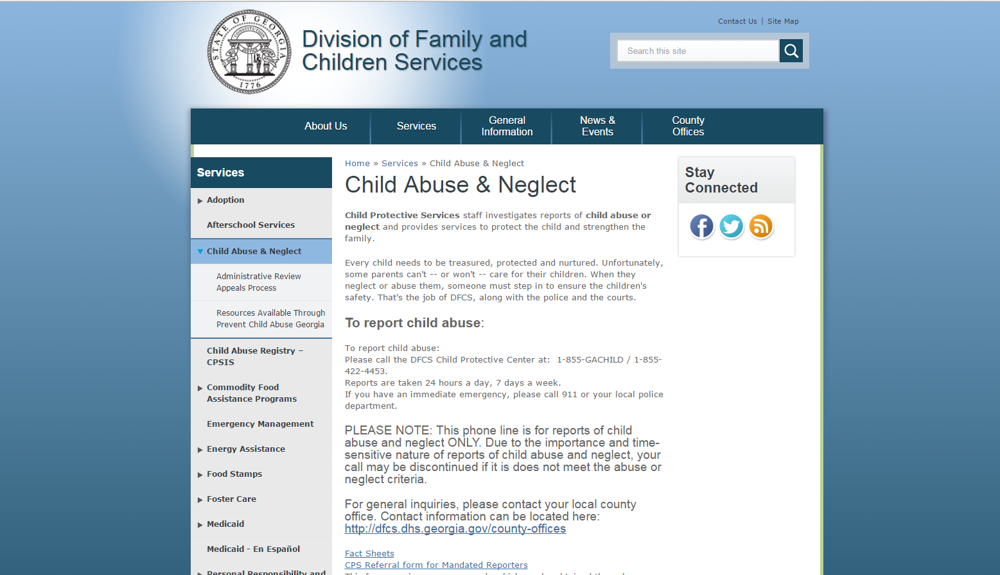 STATE OF GEORGIA
CONSTITUTION
1776
Division of Family and
Children Services
Contact Us | Site Map
Search this site
About Us
Services
General
Information
News &
Events
County
Offices
Services
Adoption
Afterschool Services
Child Abuse & Neglect
Administrative Review
Appeals Process
Resources Available Through
Prevent Child Abuse Georgia
Child Abuse Registry –
CPSIS
Commodity Food
Assistance Programs
Emergency Management
Energy Assistance
Food Stamps
Foster Care
Medicaid
Medicaid - En Español
Personal Responsibility and
Home » Services » Child Abuse & Neglect
Child Abuse & Neglect
Child Protective Services staff investigates reports of child abuse or
neglect and provides services to protect the child and strengthen the
family.
Every child needs to be treasured, protected and nurtured. Unfortunately,
some parents can't -- or won't -- care for their children. When they
neglect or abuse them, someone must step in to ensure the children's
safety. That's the job of DFCS, along with the police and the courts.
To report child abuse:
To report child abuse:
Please call the DFCS Child Protective Center at:  1-855-GACHILD / 1-855-
422-4453.
Reports are taken 24 hours a day, 7 days a week.
If you have an immediate emergency, please call 911 or your local police
department.
PLEASE NOTE: This phone line is for reports of child
abuse and neglect ONLY. Due to the importance and time-
sensitive nature of reports of child abuse and neglect, your
call may be discontinued if it is does not meet the abuse or
neglect criteria.
For general inquiries, please contact your local county
office. Contact information can be located here:
http://dfcs.dhs.georgia.gov/county-offices
Fact Sheets
CPS Referral form for Mandated Reporters
Stay
Connected